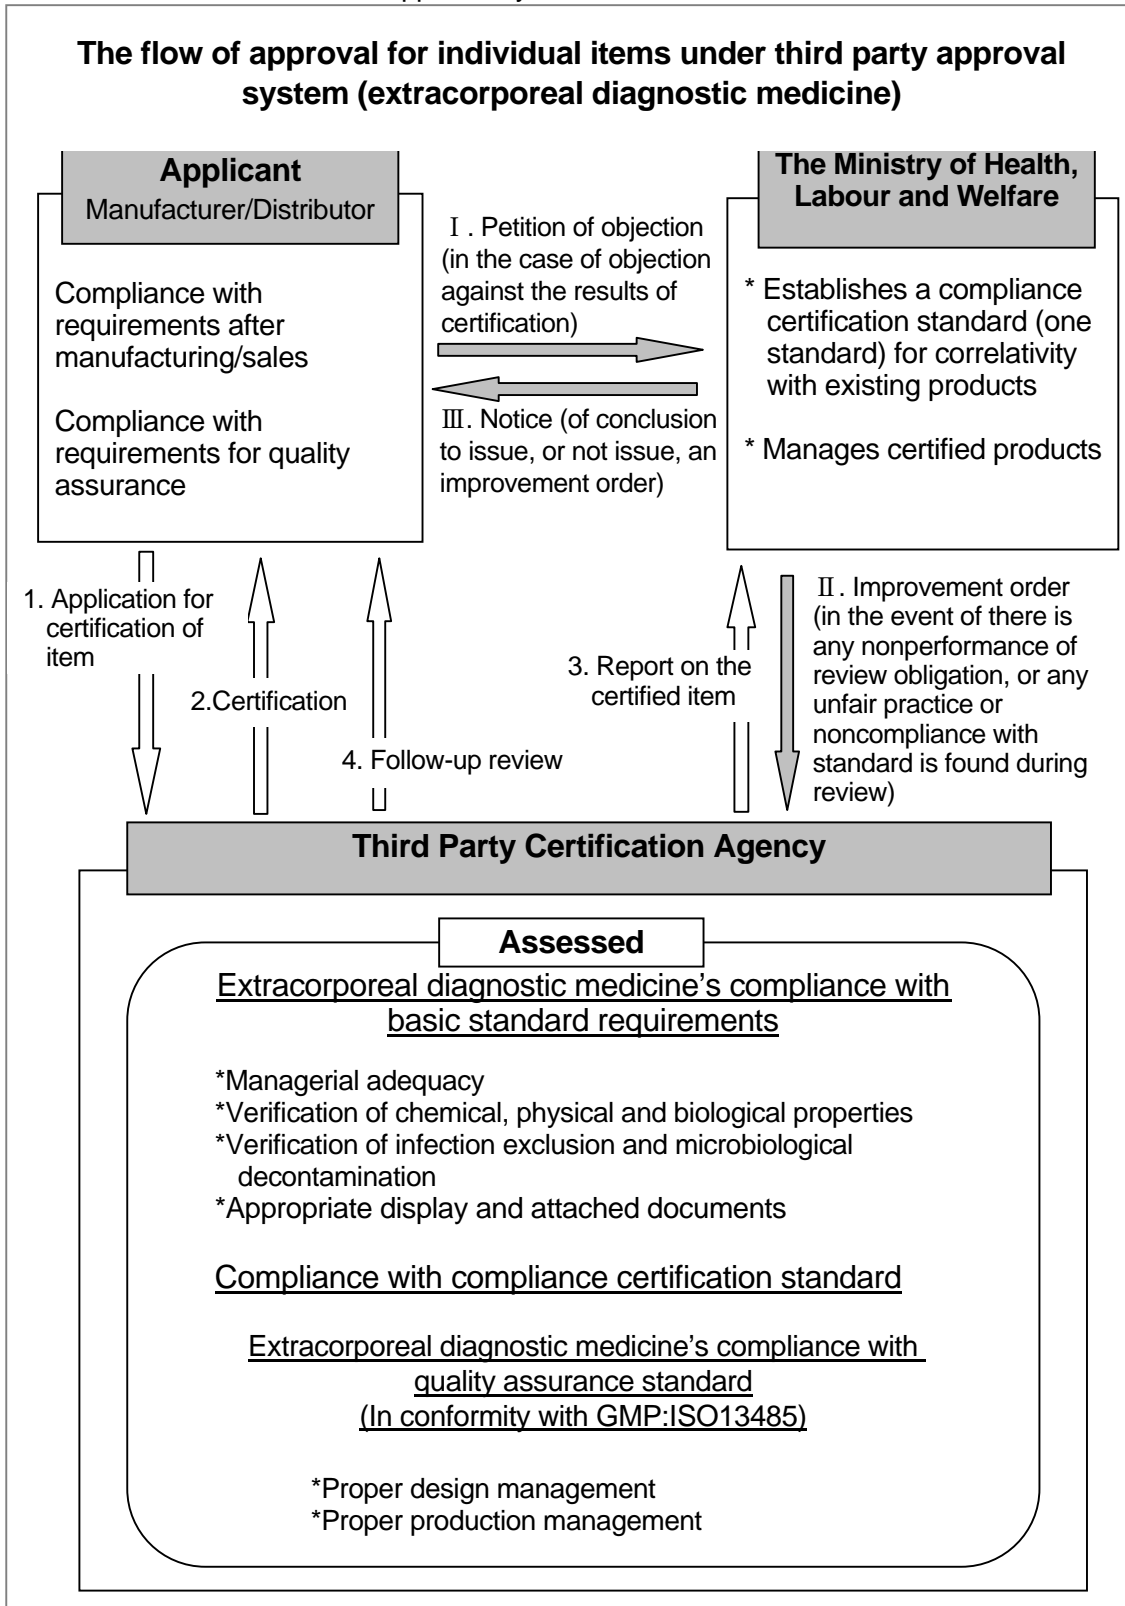 The flow of approval for individual items under third party approval
system (extracorporeal diagnostic medicine)
Applicant
Manufacturer/Distributor
Compliance with
requirements after
manufacturing/sales
Compliance with
requirements for quality
assurance
Ⅰ. Petition of objection
(in the case of objection
against the results of
certification)
Ⅲ. Notice (of conclusion
to issue, or not issue, an
improvement order)
The Ministry of Health,
Labour and Welfare
* Establishes a compliance
certification standard (one
standard) for correlativity
with existing products
* Manages certified products
1. Application for
certification of
item
2.Certification
4. Follow-up review
3. Report on the
certified item
Ⅱ. Improvement order
(in the event of there is
any nonperformance of
review obligation, or any
unfair practice or
noncompliance with
standard is found during
review)
Third Party Certification Agency
Assessed
Extracorporeal diagnostic medicine’s compliance with
basic standard requirements
*Managerial adequacy
*Verification of chemical, physical and biological properties
*Verification of infection exclusion and microbiological
decontamination
*Appropriate display and attached documents
Compliance with compliance certification standard
Extracorporeal diagnostic medicine’s compliance with
quality assurance standard
(In conformity with GMP:ISO13485)
*Proper design management
*Proper production management